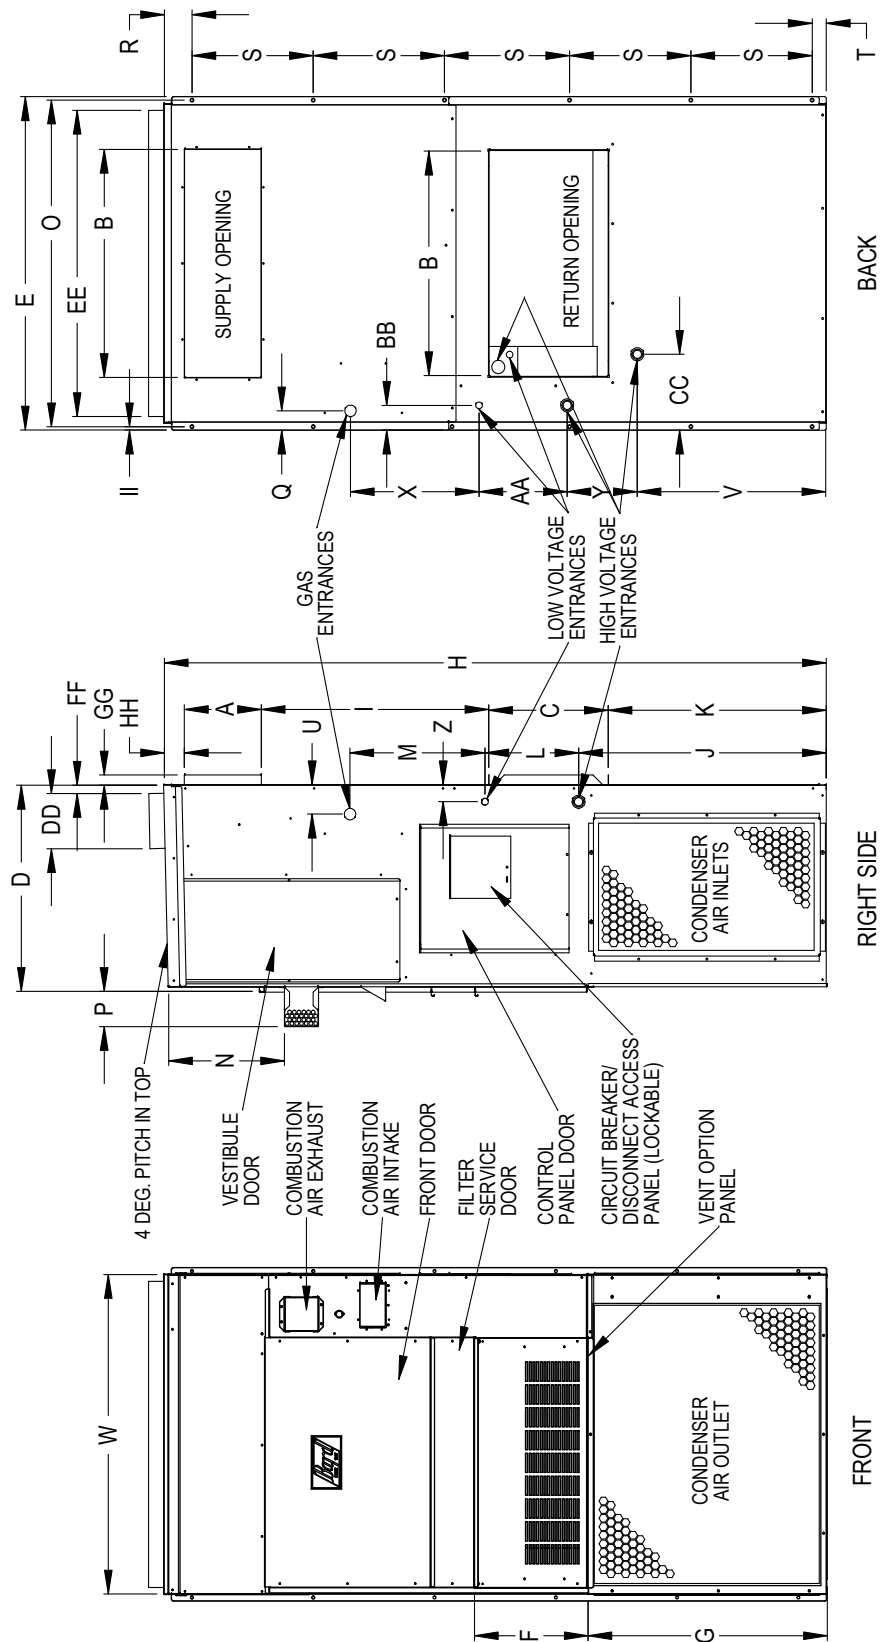 W
4 DEG. PITCH IN TOP
VESTIBULE
DOOR
COMBUSTION
AIR EXHAUST
COMBUSTION
AIR INTAKE
FRONT DOOR
FILTER
SERVICE
DOOR
CONTROL
PANEL DOOR
CIRCUIT BREAKER/
DISCONNECT ACCESS
PANEL (LOCKABLE)
VENT OPTION
PANEL
F
G
CONDENSER
AIR OUTLET
FRONT
D
DD
FF
GG
HH
P
N
A
I
U
M
Z
L
C
H
J
K
CONDENSER
AIR INLETS
RIGHT SIDE
GAS
ENTRANCES
LOW VOLTAGE
ENTRANCES
HIGH VOLTAGE
ENTRANCES
E
O
EE
B
II
R
S
S
S
S
S
T
SUPPLY OPENING
Q
BB
B
RETURN OPENING
X
AA
Y
V
CC
BACK